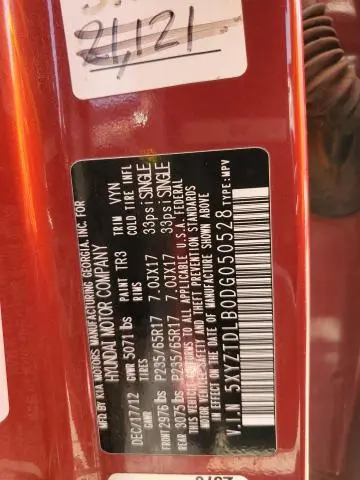 21,121
MFD BY KIA MOTORS MANUFACTURING GEORGIA, INC. FOR
HYUNDAI MOTOR COMPANY
DEC/17/12 PAINT TR3 TRIM VYN
GVWR 5071 lbs
GAWR TIRES RIMS COLD TIRE INFL
FRONT 2976 lbs P235/65R17 7.0JX17 33psi SINGLE
REAR 3075 lbs P235/65R17 7.0JX17 33psi SINGLE
THIS VEHICLE CONFORMS TO ALL APPLICABLE U.S.A. FEDERAL
MOTOR VEHICLE SAFETY AND THEFT PREVENTION
STANDARDS IN EFFECT ON THE DATE OF
MANUFACTURE SHOWN ABOVE.
V.I.N 5XYZTDLB0DG050528 TYPE:MPV